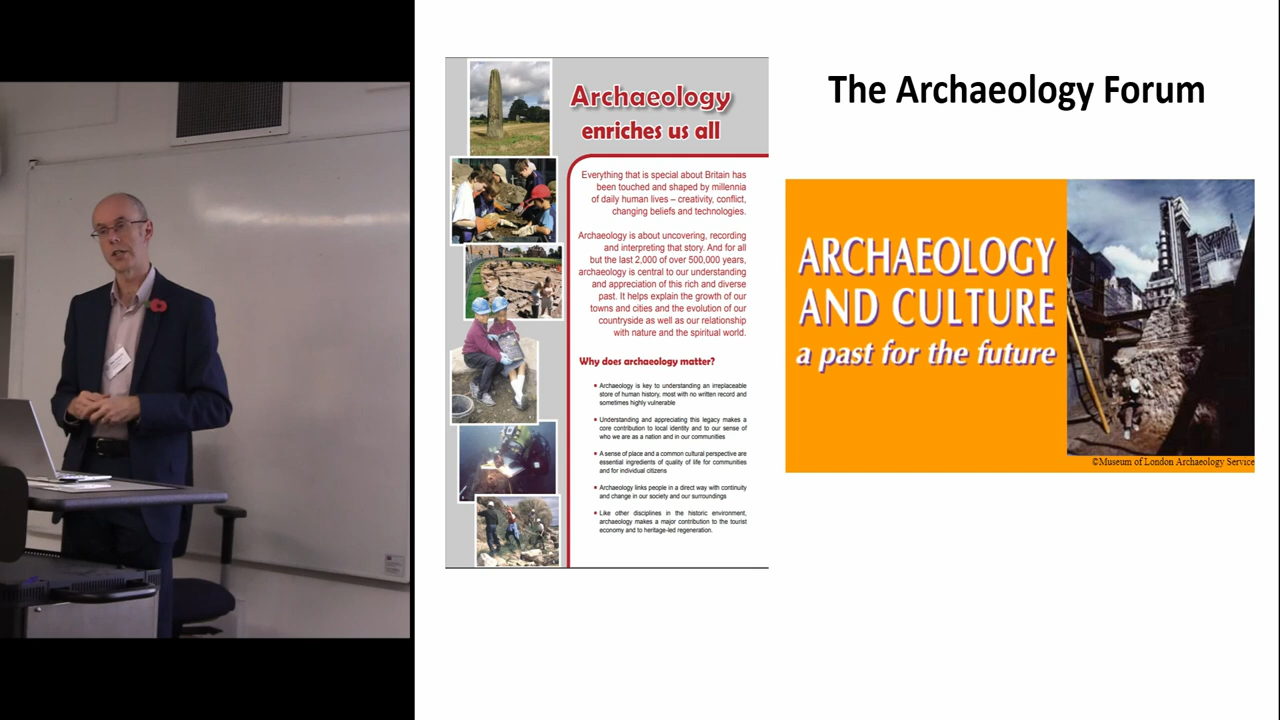 Archaeology
enriches us all
Everything that is special about Britain has
been touched and shaped by millennia
of daily human lives – creativity, conflict,
changing beliefs and technologies.
Archaeology is about uncovering, recording
and interpreting that story. And for all
but the last 2,000 of over 500,000 years,
archaeology is central to our understanding
and appreciation of this rich and diverse
past. It helps explain the growth of our
towns and cities and the evolution of our
countryside as well as our relationship
with nature and the spiritual world.
Why does archaeology matter?
▪ Archaeology is key to understanding an irreplaceable
store of human history, most with no written record and
sometimes highly vulnerable
▪ Understanding and appreciating this legacy makes a
core contribution to local identity and to our sense of
who we are as a nation and in our communities
▪ A sense of place and a common cultural perspective are
essential ingredients of quality of life for communities
and for individual citizens
▪ Archaeology links people in a direct way with continuity
and change in our society and our surroundings
▪ Like other disciplines in the historic environment,
archaeology makes a major contribution to the tourist
economy and to heritage-led regeneration.
The Archaeology Forum
ARCHAEOLOGY
AND CULTURE
a past for the future
©Museum of London Archaeology Service